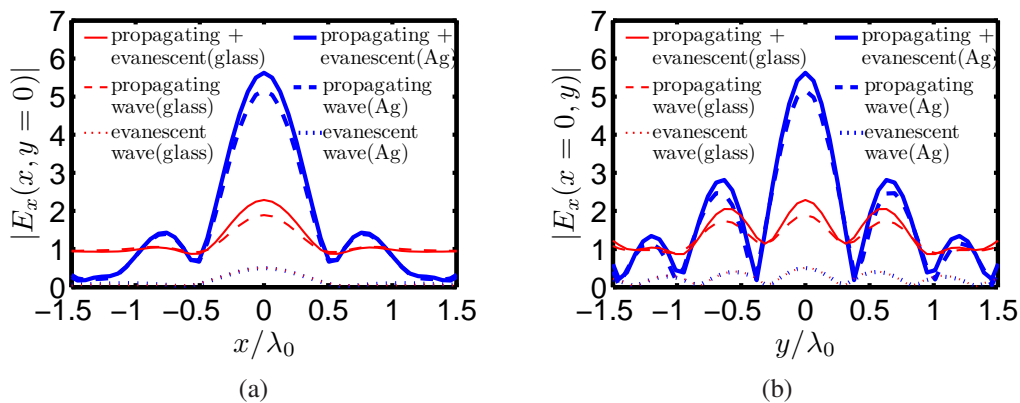 7
6
5
4
3
2
1
0
|E_x(x, y = 0)|
propagating +
evanescent(glass)
propagating
wave(glass)
evanescent
wave(glass)
propagating +
evanescent(Ag)
propagating
wave(Ag)
evanescent
wave(Ag)
−1.5 −1 −0.5 0 0.5 1 1.5
x/λ0
(a)
7
6
5
4
3
2
1
0
|E_x(x = 0, y)|
propagating +
evanescent(glass)
propagating
wave(glass)
evanescent
wave(glass)
propagating +
evanescent(Ag)
propagating
wave(Ag)
evanescent
wave(Ag)
−1.5 −1 −0.5 0 0.5 1 1.5
y/λ0
(b)